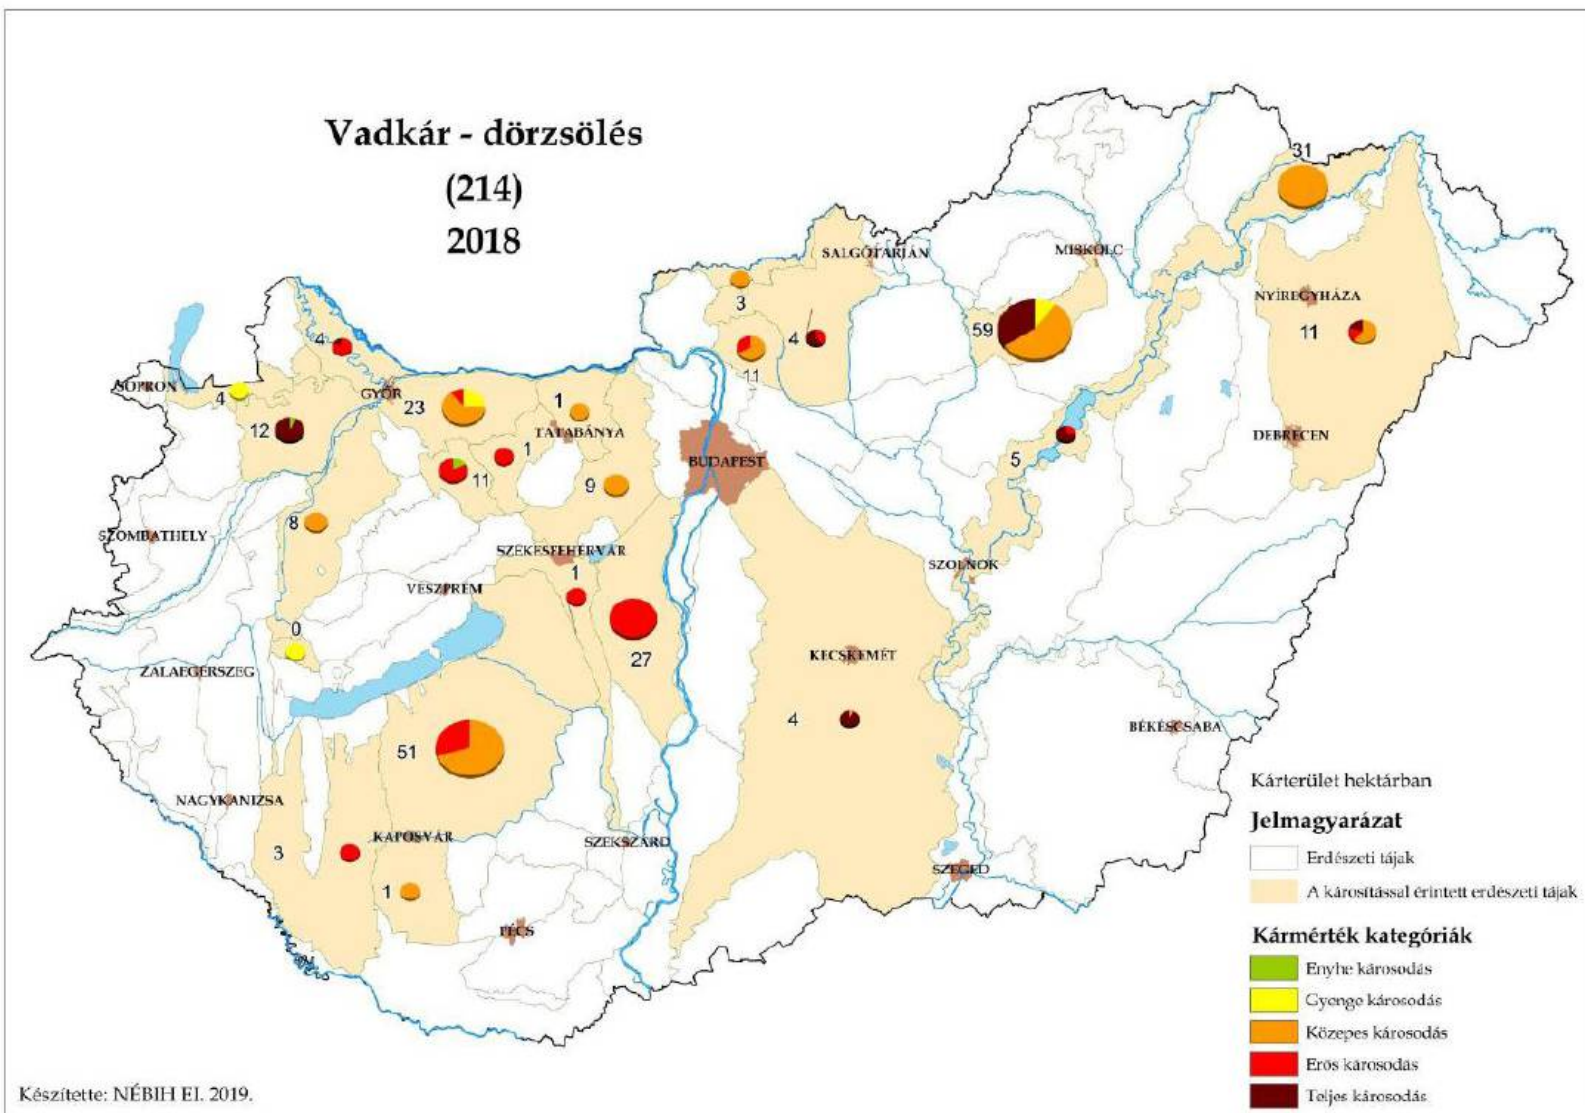 Vadkár - dörzsölés
(214)
2018
31
SALGÓTARJÁN
MISKOLC
3
NYÍREGYHÁZA
4
4
59
11
11
SOPRON
4
GYŐR
23
1
12
TATABÁNYA
1
DEBRECEN
BUDAPEST
5
11
9
8
SZOMBATHELY
SZÉKESFEHÉRVÁR
SZOLNOK
1
VESZPRÉM
0
27
KECSKEMÉT
ZALAEGERSZEG
4
BÉKÉSCSABA
51
NAGYKANIZSA
KAPOSVÁR
SZEKSZÁRD
3
SZEGED
1
PÉCS
Kárterület hektárban
Jelmagyarázat
Erdészeti tájak
A károsítással érintett erdészeti tájak
Kármérték kategóriák
Enyhe károsodás
Gyenge károsodás
Közepes károsodás
Erős károsodás
Teljes károsodás
Készítette: NÉBIH EI. 2019.